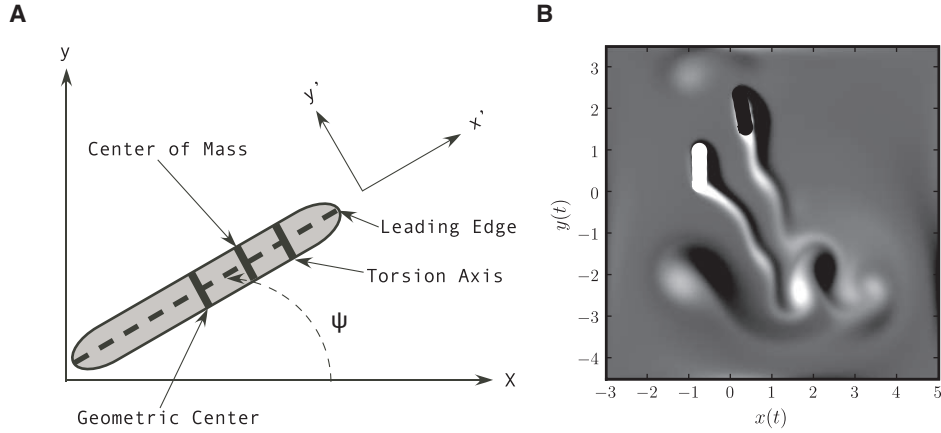 A
y
y'
x'
Center of Mass
Leading Edge
Torsion Axis
ψ
X
Geometric Center
B
3
2
1
0
−1
−2
−3
−4
y(t)
−3 −2 −1 0 1 2 3 4 5
x(t)